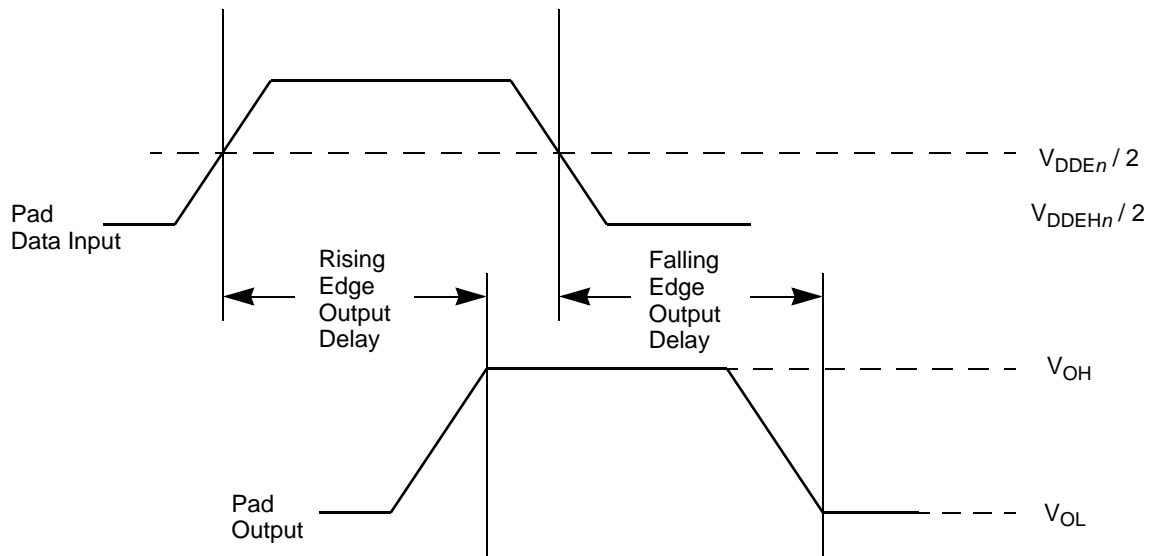 V_DDEn / 2
Pad
Data Input
V_DDEHn / 2
Rising
Edge
Output
Delay
Falling
Edge
Output
Delay
V_OH
Pad
Output
V_OL